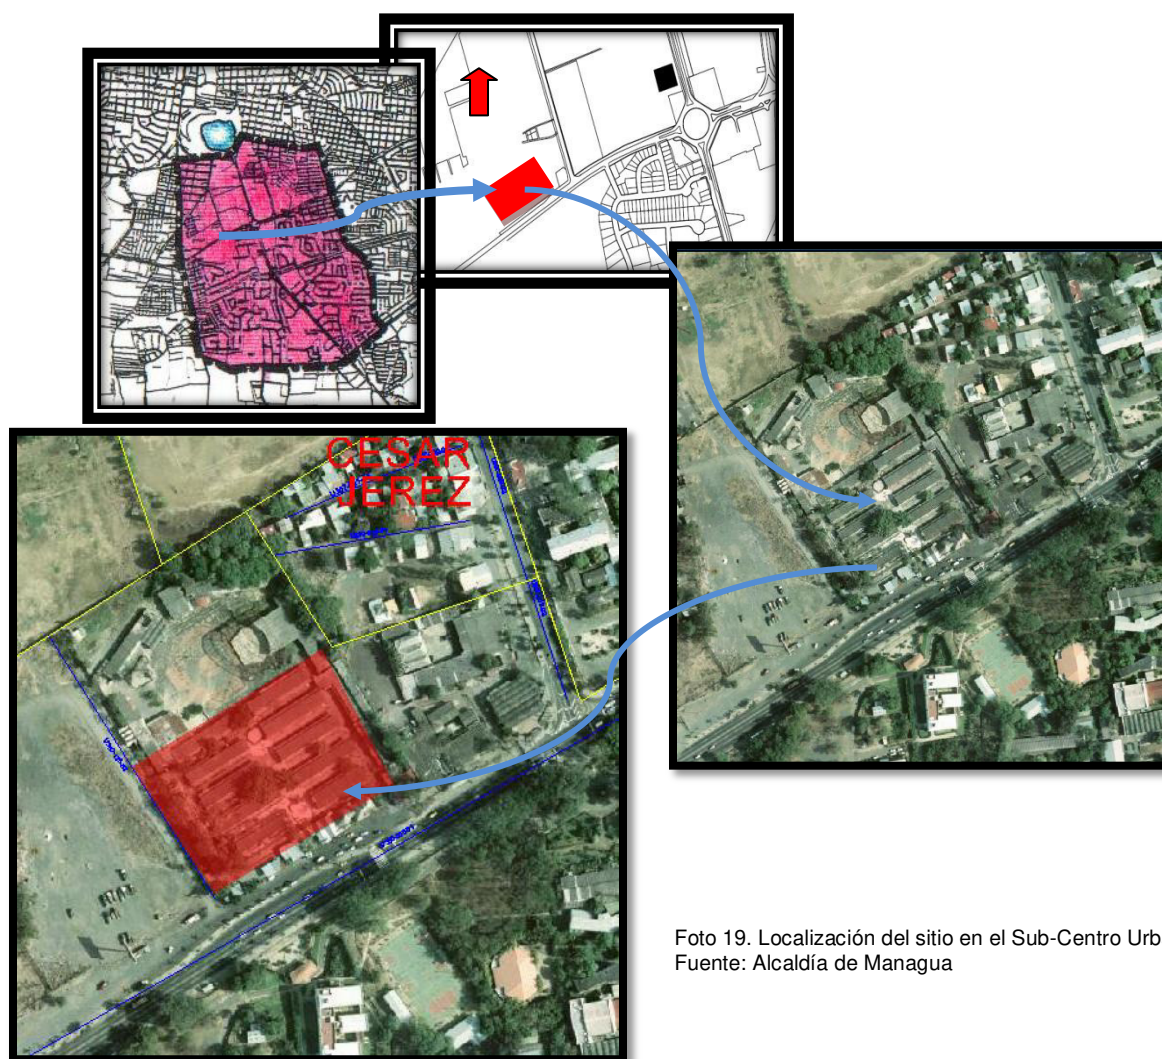 CESAR
JEREZ
Foto 19. Localización del sitio en el Sub-Centro Urb
Fuente: Alcaldía de Managua